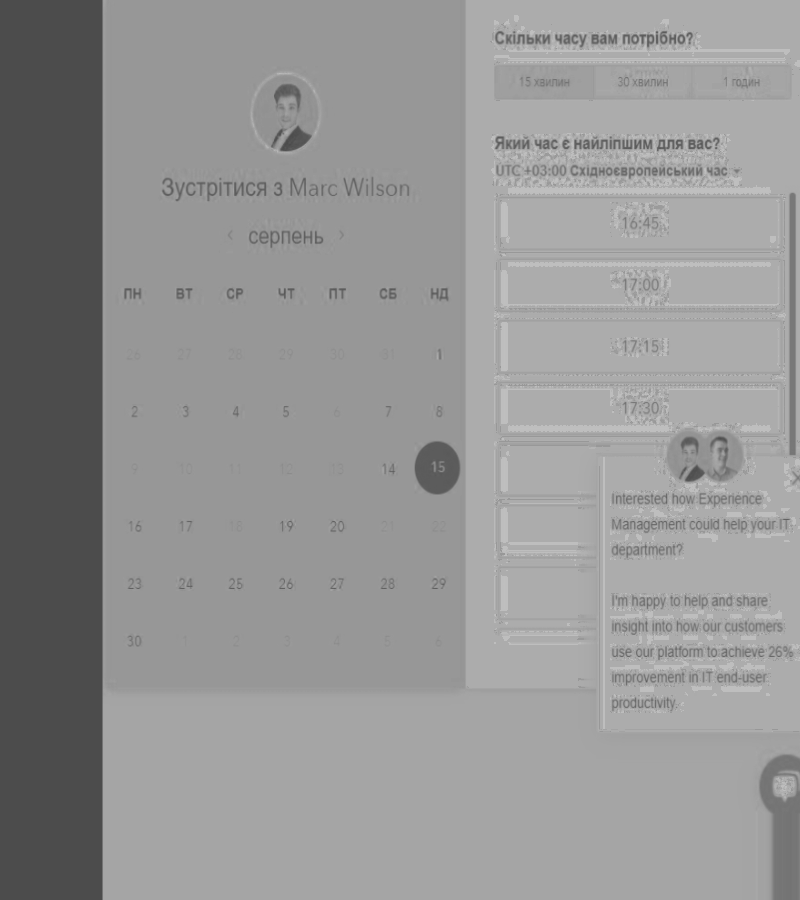 Зустрітися з Marc Wilson
‹ серпень ›
ПН ВТ СР ЧТ ПТ СБ НД
26 27 28 29 30 31 1
2 3 4 5 6 7 8
9 10 11 12 13 14 15
16 17 18 19 20 21 22
23 24 25 26 27 28 29
30 1 2 3 4 5 6
Скільки часу вам потрібно?
15 хвилин 30 хвилин 1 годин
Який час є найліпшим для вас?
UTC +03:00 Східноєвропейський час
16:45
17:00
17:15
17:30
Interested how Experience
Management could help your IT
department?
I'm happy to help and share
insight into how our customers
use our platform to achieve 26%
improvement in IT end-user
productivity.